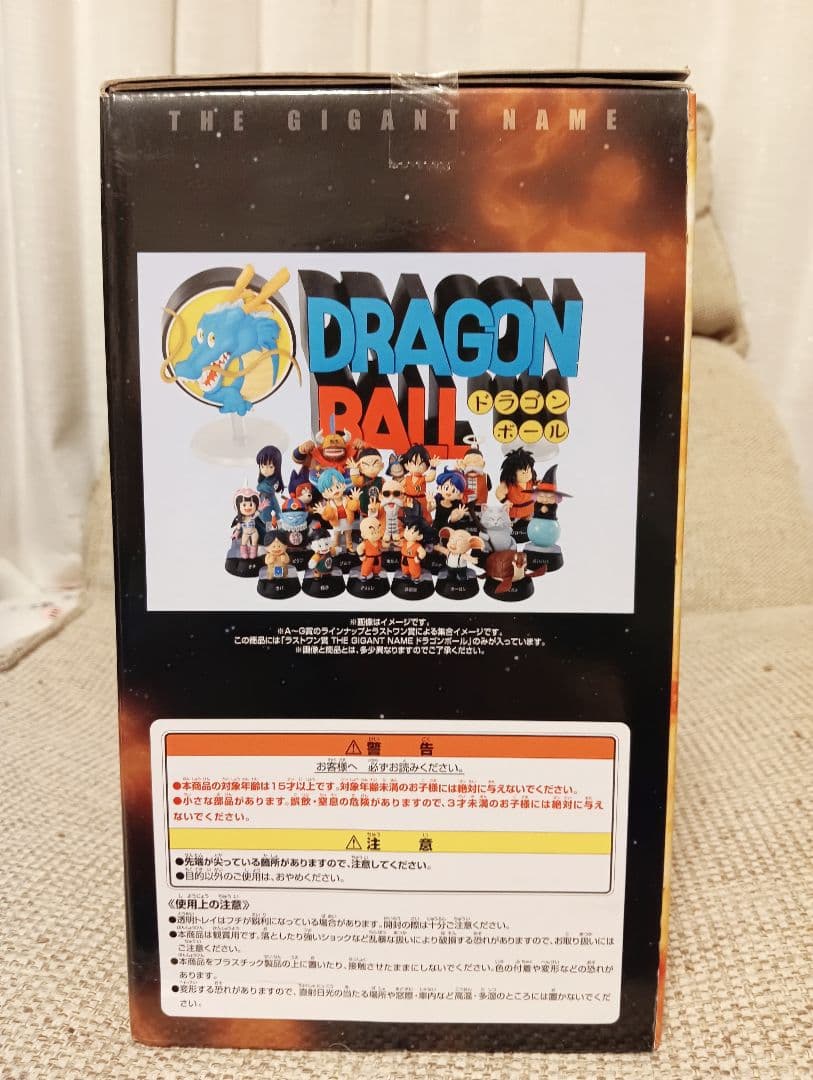 THE GIGANT NAME
DRAGON
BALL
ドラゴン
ボール
※画像はイメージです。
※A～G賞のラインナップとラストワン賞による集合イメージです。
この商品には「ラストワン賞 THE GIGANT NAME ドラゴンボール」のみが入っています。
※画像と商品とは、多少異なりますのでご了承ください。
⚠警告
お客様へ 必ずお読みください。
●本商品の対象年齢は15才以上です。対象年齢未満のお子様には絶対に与えないでください。
●小さな部品があります。誤飲・窒息の危険がありますので、3才未満のお子様には絶対に与え
ないでください。
⚠注意
●先端が尖っている箇所がありますので、注意してください。
●目的以外のご使用は、おやめください。
《使用上の注意》
●透明トレイはフチが鋭利になっている場合があります。開封の際は十分ご注意ください。
●本商品は観賞用です。落としたり強いショックなど乱暴な扱いにより破損する恐れがありますので、お取り扱いには
ご注意ください。
●本商品をプラスチック製品の上に置いたり、接触させたままにしないでください。色の付着や変形などの恐れが
あります。
●変形する恐れがありますので、直射日光の当たる場所や窓際・車内など高温・多湿のところには置かないでくだ
さい。